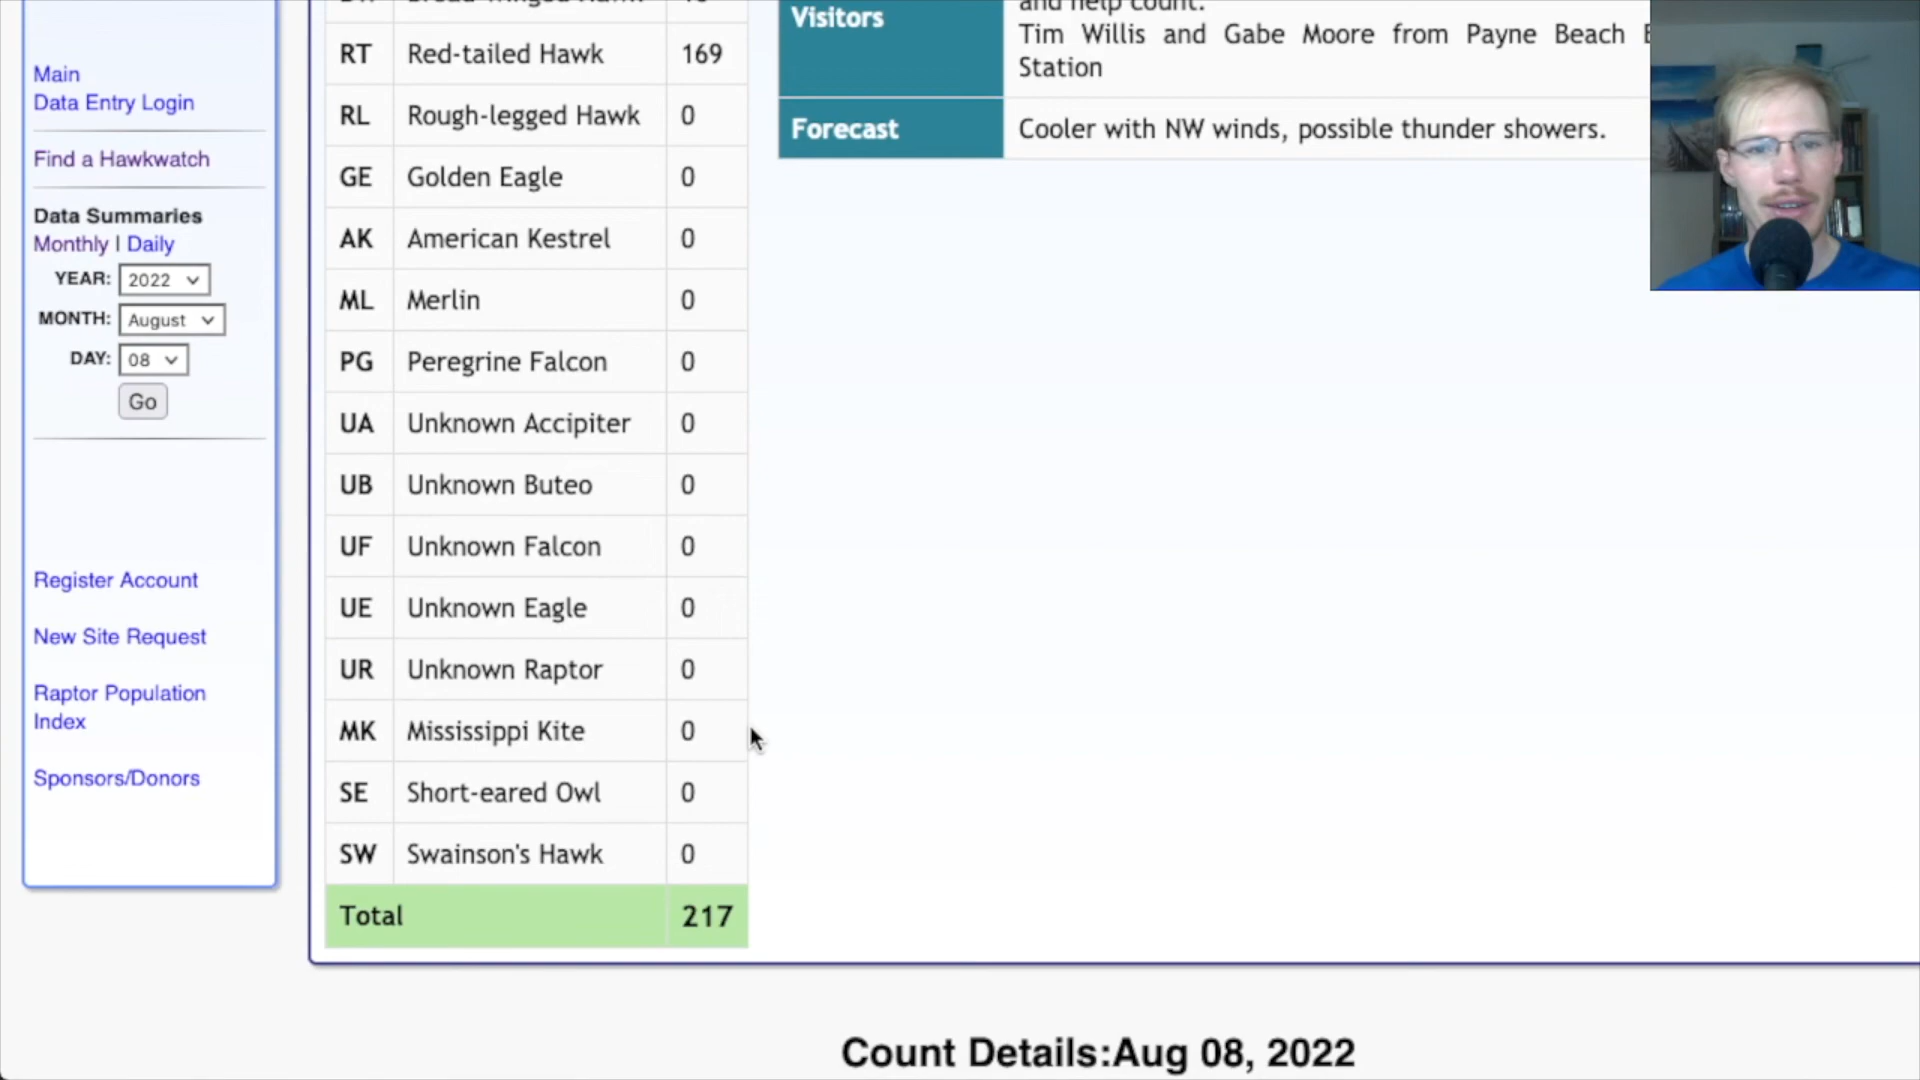 Main
Data Entry Login
Find a Hawkwatch
Data Summaries
Monthly | Daily
YEAR: 2022
MONTH: August
DAY: 08
Go
Register Account
New Site Request
Raptor Population
Index
Sponsors/Donors
RT Red-tailed Hawk 169
RL Rough-legged Hawk 0
GE Golden Eagle 0
AK American Kestrel 0
ML Merlin 0
PG Peregrine Falcon 0
UA Unknown Accipiter 0
UB Unknown Buteo 0
UF Unknown Falcon 0
UE Unknown Eagle 0
UR Unknown Raptor 0
MK Mississippi Kite 0
SE Short-eared Owl 0
SW Swainson's Hawk 0
Total 217
Visitors
and help count.
Tim Willis and Gabe Moore from Payne Beach
Station
Forecast
Cooler with NW winds, possible thunder showers.
Count Details:Aug 08, 2022